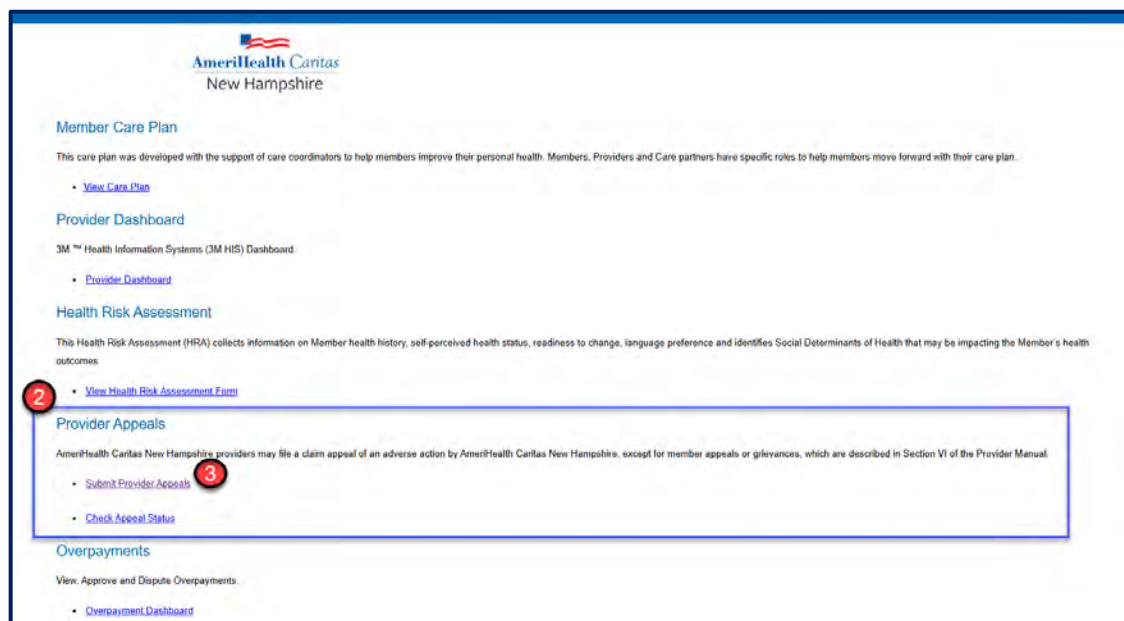 AmeriHealth Caritas
New Hampshire
Member Care Plan
This care plan was developed with the support of care coordinators to help members improve their personal health. Members, Providers and Care partners have specific roles to help members move forward with their care plan.
• View Care Plan
Provider Dashboard
3M ™ Health Information Systems (3M HIS) Dashboard
• Provider Dashboard
Health Risk Assessment
This Health Risk Assessment (HRA) collects information on Member health history, self-perceived health status, readiness to change, language preference and identifies Social Determinants of Health that may be impacting the Member's health
outcomes
• View Health Risk Assessment Form
2
Provider Appeals
AmeriHealth Caritas New Hampshire providers may file a claim appeal of an adverse action by AmeriHealth Caritas New Hampshire, except for member appeals or grievances, which are described in Section VI of the Provider Manual.
• Submit Provider Appeals 3
• Check Appeal Status
Overpayments
View, Approve and Dispute Overpayments.
• Overpayment Dashboard